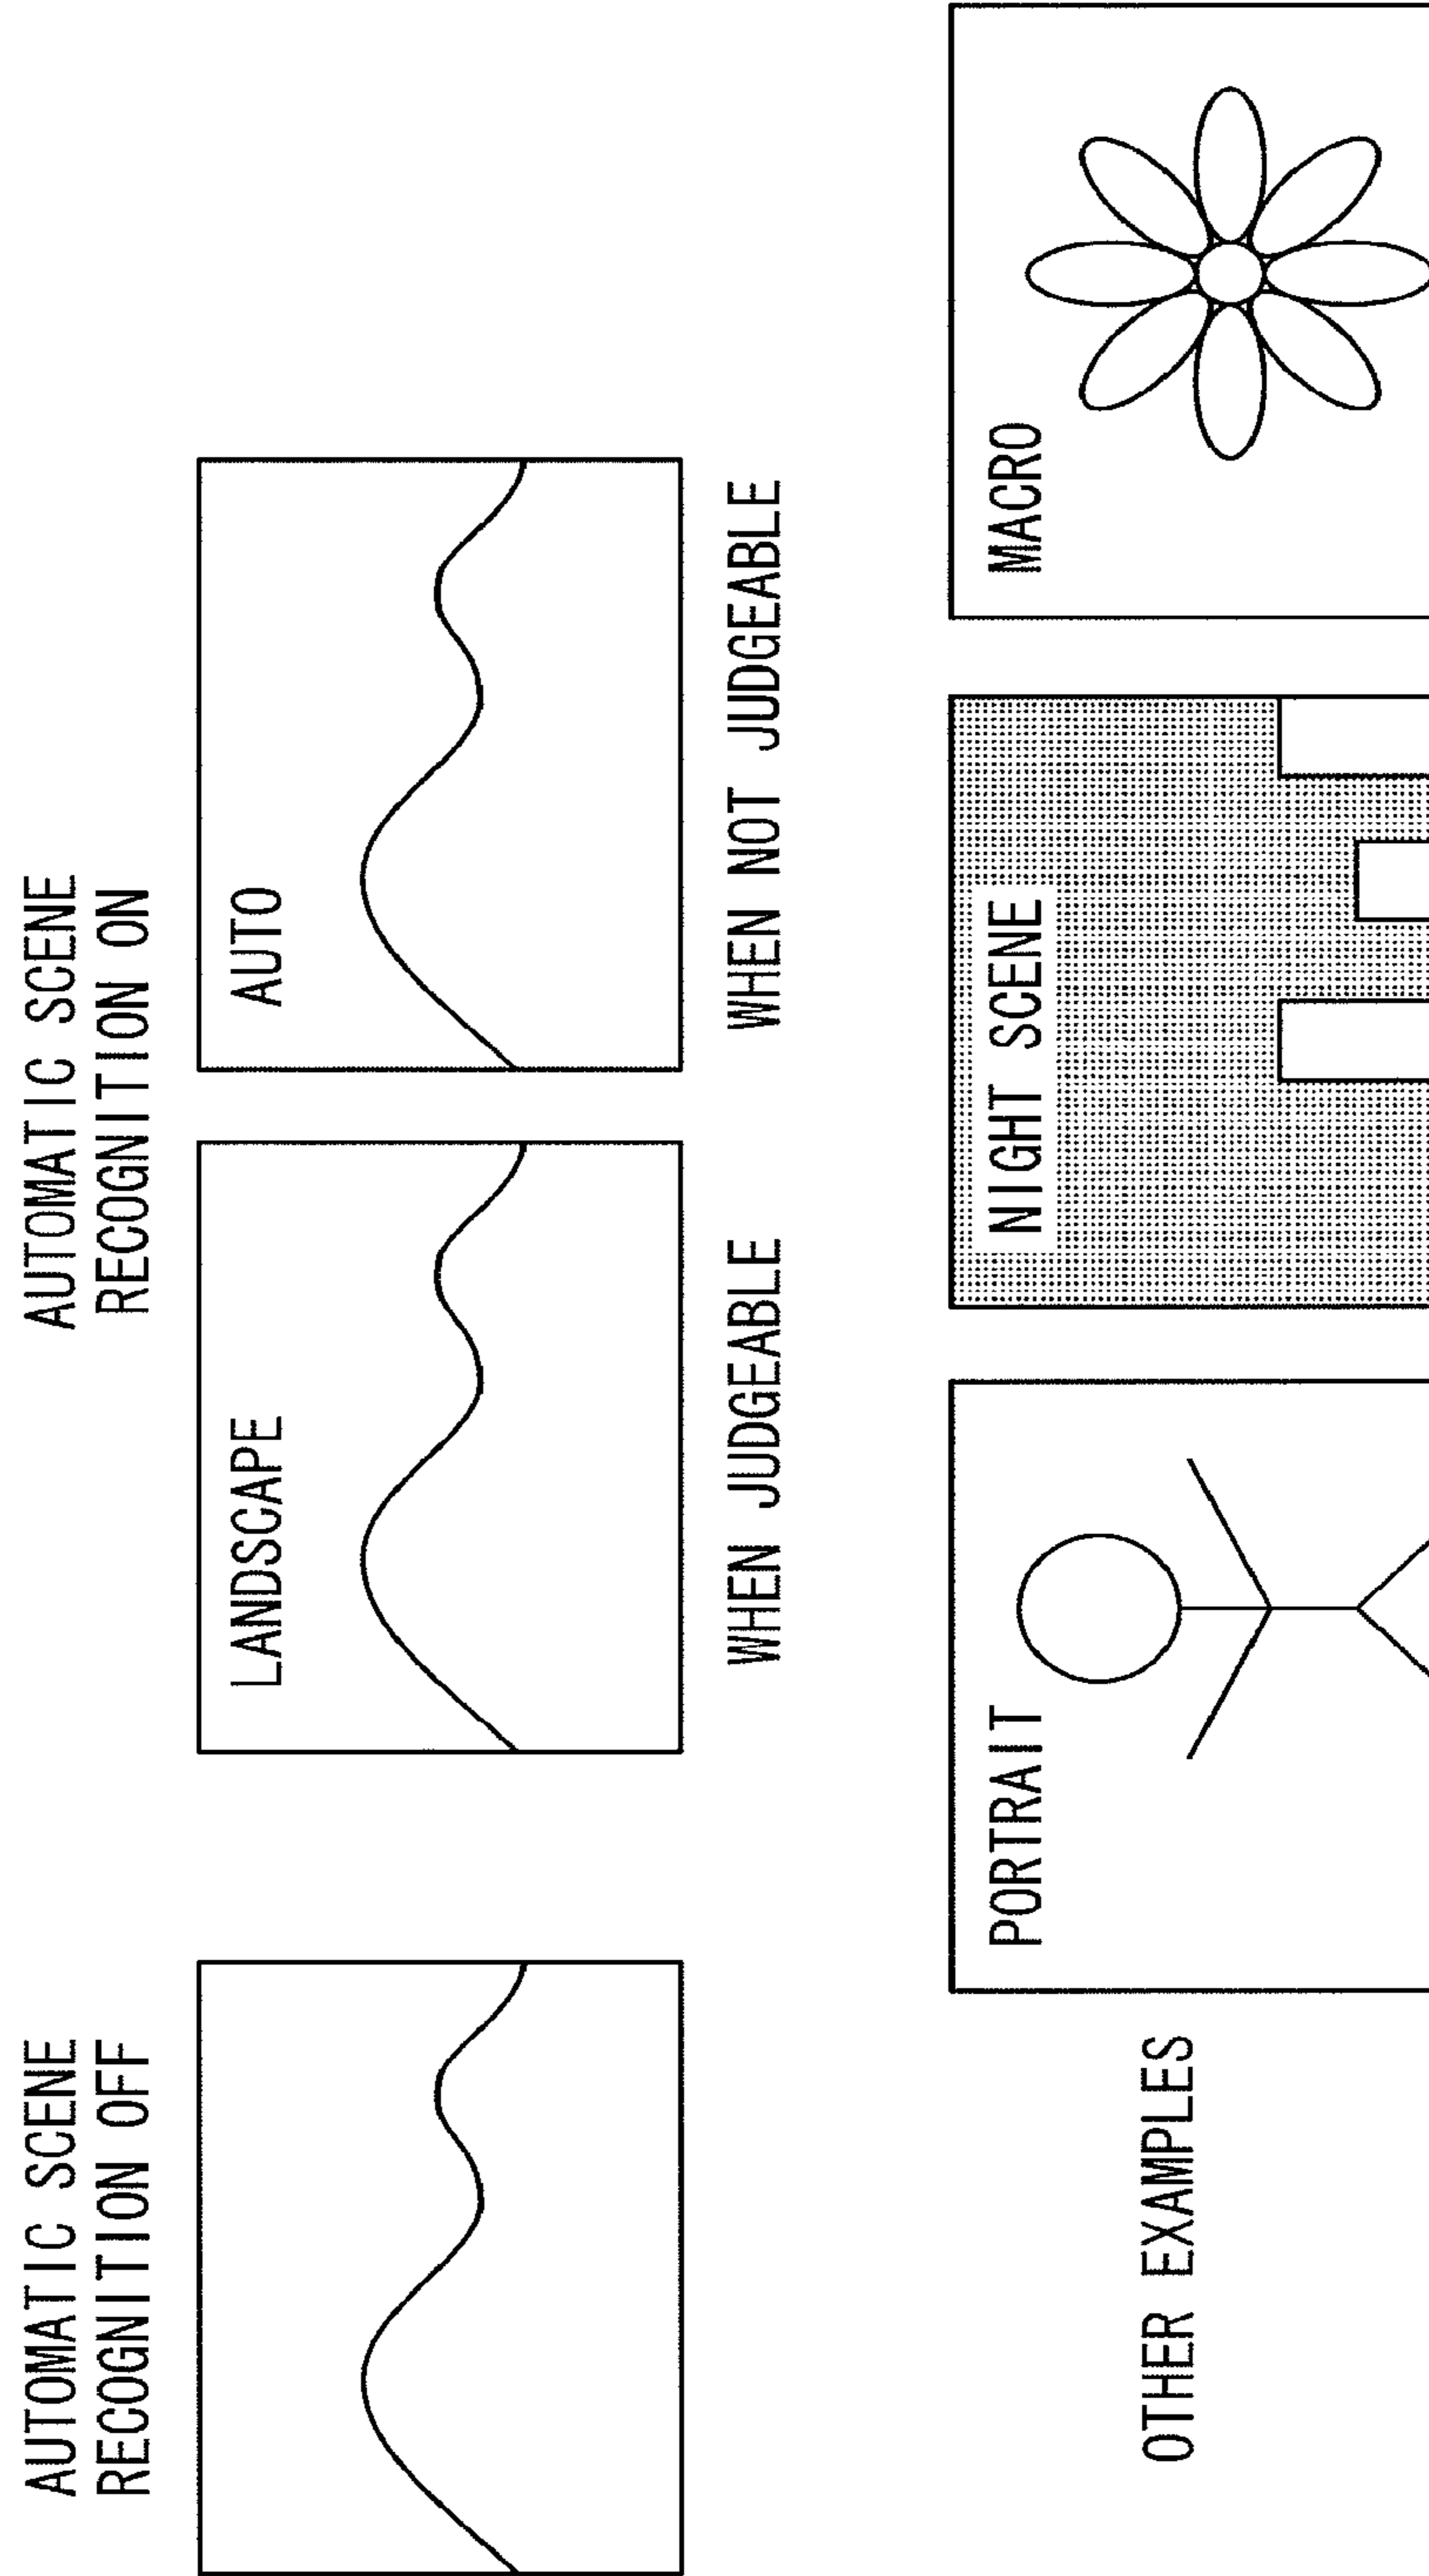 AUTOMATIC SCENE
RECOGNITION OFF
AUTOMATIC SCENE
RECOGNITION ON
LANDSCAPE
AUTO
WHEN JUDGEABLE
WHEN NOT JUDGEABLE
OTHER EXAMPLES
PORTRAIT
NIGHT SCENE
MACRO